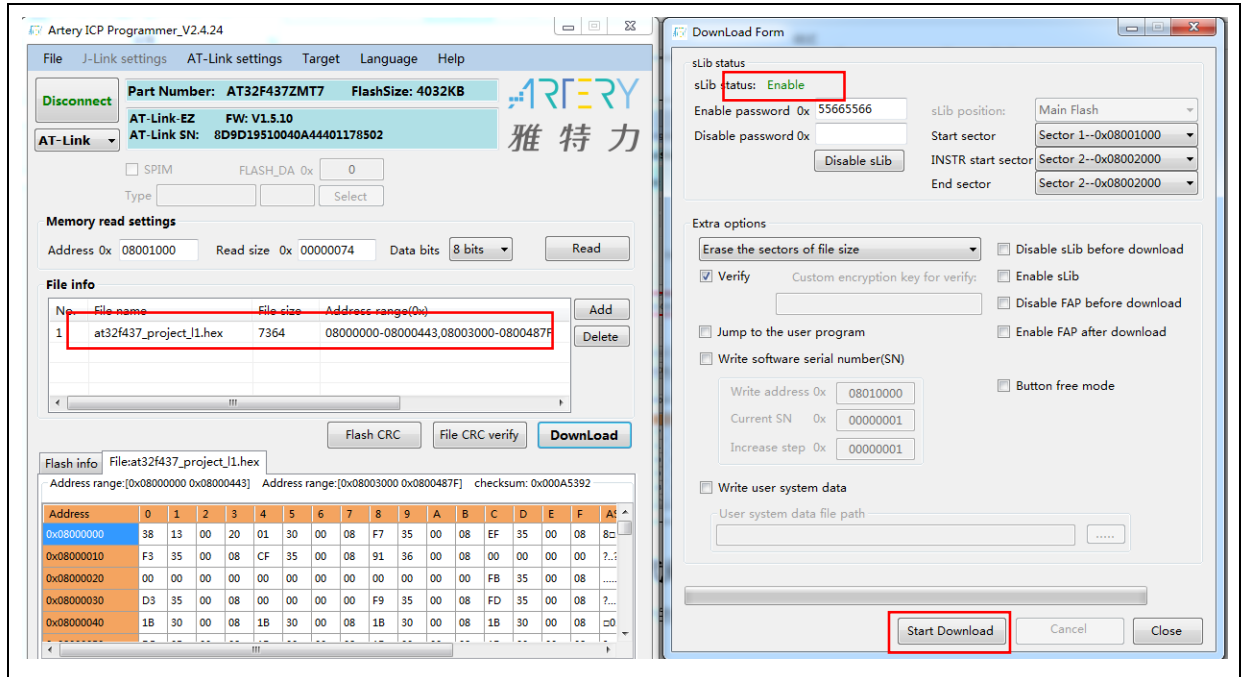 Artery ICP Programmer_V2.4.24
File J-Link settings AT-Link settings Target Language Help
Disconnect
Part Number: AT32F437ZMT7 FlashSize: 4032KB
AT-Link-EZ FW: V1.5.10
AT-Link SN: 8D9D19510040A44401178502
AT-Link
ARTERY
雅特力
SPIM FLASH_DA 0x 0
Type Select
Memory read settings
Address 0x 08001000 Read size 0x 00000074 Data bits 8 bits Read
File info
No. File name File size Address range(0x)
1 at32f437_project_l1.hex 7364 08000000-08000443,08003000-0800487F
Add
Delete
Flash CRC File CRC verify DownLoad
Flash info File:at32f437_project_l1.hex
Address range:[0x08000000 0x08000443] Address range:[0x08003000 0x0800487F] checksum: 0x000A5392
Address 0 1 2 3 4 5 6 7 8 9 A B C D E F
0x08000000 38 13 00 20 01 30 00 08 F7 35 00 08 EF 35 00 08
0x08000010 F3 35 00 08 CF 35 00 08 91 36 00 08 00 00 00 00
0x08000020 00 00 00 00 00 00 00 00 00 00 00 00 FB 35 00 08 .....
0x08000030 D3 35 00 08 00 00 00 00 F9 35 00 08 FD 35 00 08 ?...
0x08000040 1B 30 00 08 1B 30 00 08 1B 30 00 08 1B 30 00 08
DownLoad Form
sLib status
sLib status: Enable
Enable password 0x 55665566
Disable password 0x
Disable sLib
sLib position: Main Flash
Start sector Sector 1--0x08001000
INSTR start sector Sector 2--0x08002000
End sector Sector 2--0x08002000
Extra options
Erase the sectors of file size
Verify Custom encryption key for verify:
Jump to the user program
Write software serial number(SN)
Write address 0x 08010000
Current SN 0x 00000001
Increase step 0x 00000001
Disable sLib before download
Enable sLib
Disable FAP before download
Enable FAP after download
Button free mode
Write user system data
User system data file path
.....
Start Download Cancel Close